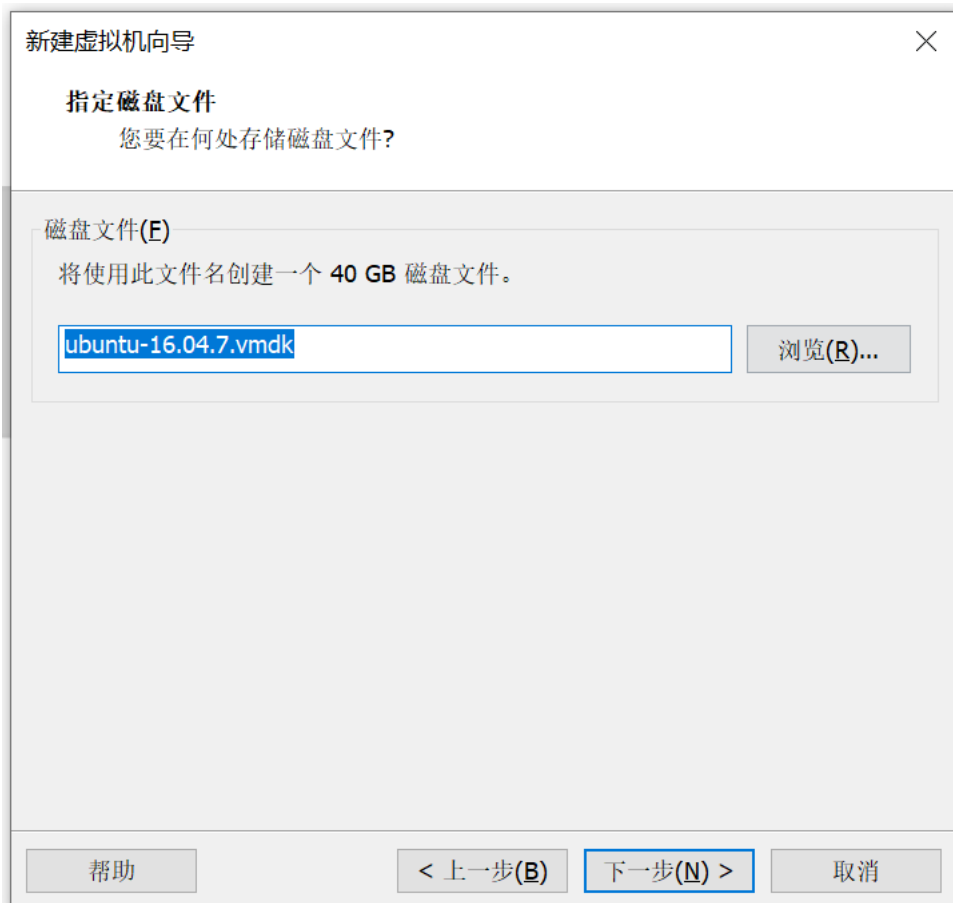 新建虚拟机向导
指定磁盘文件
您要在何处存储磁盘文件?
磁盘文件(F)
将使用此文件名创建一个 40 GB 磁盘文件。
ubuntu-16.04.7.vmdk
浏览(R)...
帮助
< 上一步(B)
下一步(N) >
取消